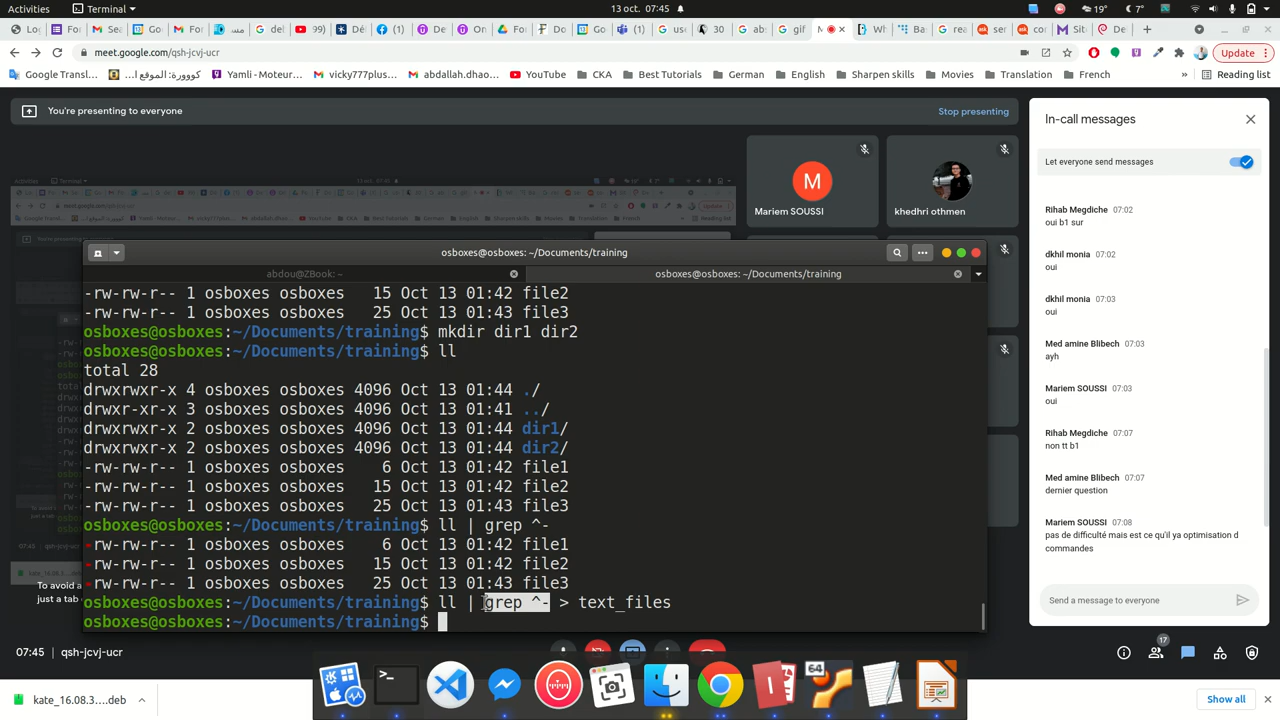 Activities
Terminal
13 oct. 07:45
19°
7°
Update
meet.google.com/qsh-jcvj-ucr
Google Transl...
Yamli - Moteur...
vicky777plus...
abdallah.dhao...
YouTube
CKA
Best Tutorials
German
English
Sharpen skills
Movies
Translation
French
»
Reading list
You're presenting to everyone
Stop presenting
M
Mariem SOUSSI
khedhri othmen
In-call messages
Let everyone send messages
Rihab Megdiche 07:02
oui b1 sur
dkhil monia 07:02
oui
dkhil monia 07:03
oui
Med amine Blibech 07:03
ayh
Mariem SOUSSI 07:03
oui
Rihab Megdiche 07:07
non tt b1
Med amine Blibech 07:07
dernier question
Mariem SOUSSI 07:08
pas de difficulté mais est ce qu'il ya optimisation d
commandes
Send a message to everyone
osboxes@osboxes: ~/Documents/training
abdou@ZBook: ~
osboxes@osboxes: ~/Documents/training
-rw-rw-r-- 1 osboxes osboxes 15 Oct 13 01:42 file2
-rw-rw-r-- 1 osboxes osboxes 25 Oct 13 01:43 file3
osboxes@osboxes:~/Documents/training$ mkdir dir1 dir2
osboxes@osboxes:~/Documents/training$ ll
total 28
drwxrwxr-x 4 osboxes osboxes 4096 Oct 13 01:44 ./
drwxr-xr-x 3 osboxes osboxes 4096 Oct 13 01:41 ../
drwxrwxr-x 2 osboxes osboxes 4096 Oct 13 01:44 dir1/
drwxrwxr-x 2 osboxes osboxes 4096 Oct 13 01:44 dir2/
-rw-rw-r-- 1 osboxes osboxes 6 Oct 13 01:42 file1
-rw-rw-r-- 1 osboxes osboxes 15 Oct 13 01:42 file2
-rw-rw-r-- 1 osboxes osboxes 25 Oct 13 01:43 file3
osboxes@osboxes:~/Documents/training$ ll | grep ^-
-rw-rw-r-- 1 osboxes osboxes 6 Oct 13 01:42 file1
-rw-rw-r-- 1 osboxes osboxes 15 Oct 13 01:42 file2
-rw-rw-r-- 1 osboxes osboxes 25 Oct 13 01:43 file3
osboxes@osboxes:~/Documents/training$ ll | grep ^- > text_files
osboxes@osboxes:~/Documents/training$
To avoid a
just a tab o
07:45
qsh-jcvj-ucr
17
64
kate_16.08.3....deb
Show all